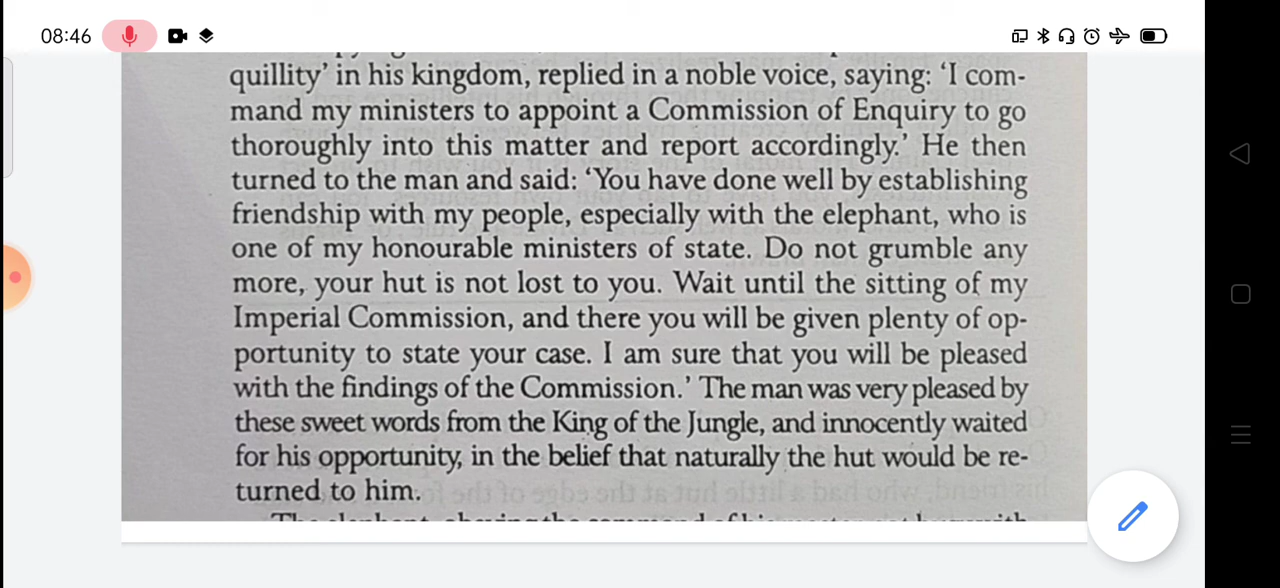 08:46
quillity' in his kingdom, replied in a noble voice, saying: 'I com-
mand my ministers to appoint a Commission of Enquiry to go
thoroughly into this matter and report accordingly.' He then
turned to the man and said: 'You have done well by establishing
friendship with my people, especially with the elephant, who is
one of my honourable ministers of state. Do not grumble any
more, your hut is not lost to you. Wait until the sitting of my
Imperial Commission, and there you will be given plenty of op-
portunity to state your case. I am sure that you will be pleased
with the findings of the Commission.' The man was very pleased by
these sweet words from the King of the Jungle, and innocently waited
for his opportunity, in the belief that naturally the hut would be re-
turned to him.